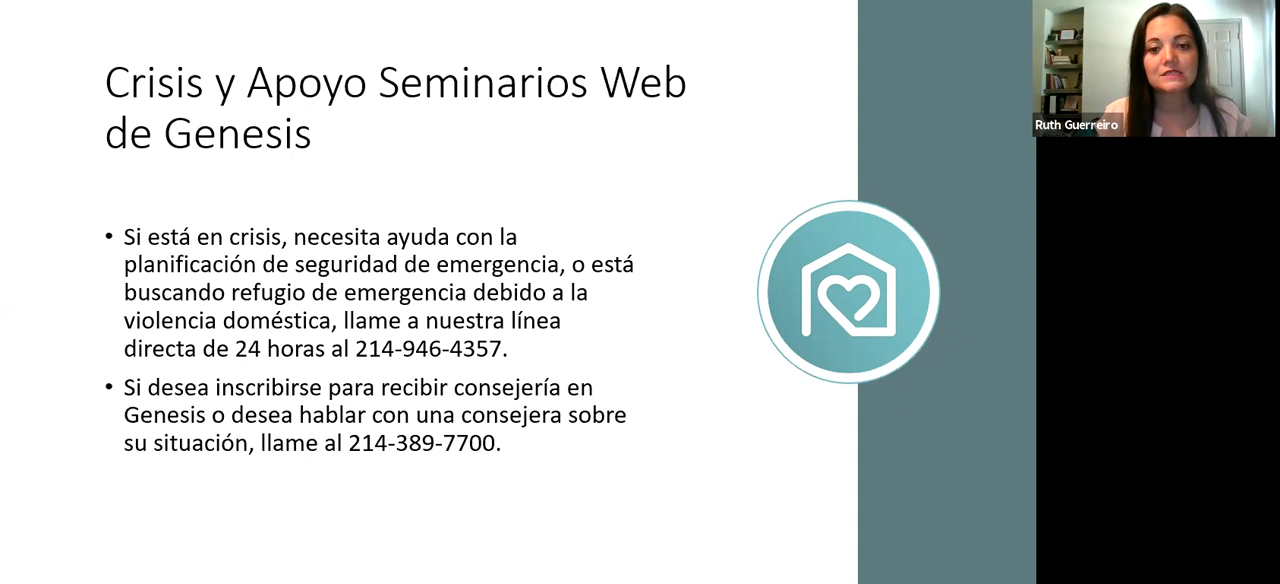 Crisis y Apoyo Seminarios Web
de Genesis
• Si está en crisis, necesita ayuda con la
planificación de seguridad de emergencia, o está
buscando refugio de emergencia debido a la
violencia doméstica, llame a nuestra línea
directa de 24 horas al 214-946-4357.
• Si desea inscribirse para recibir consejería en
Genesis o desea hablar con una consejera sobre
su situación, llame al 214-389-7700.
Ruth Guerreiro